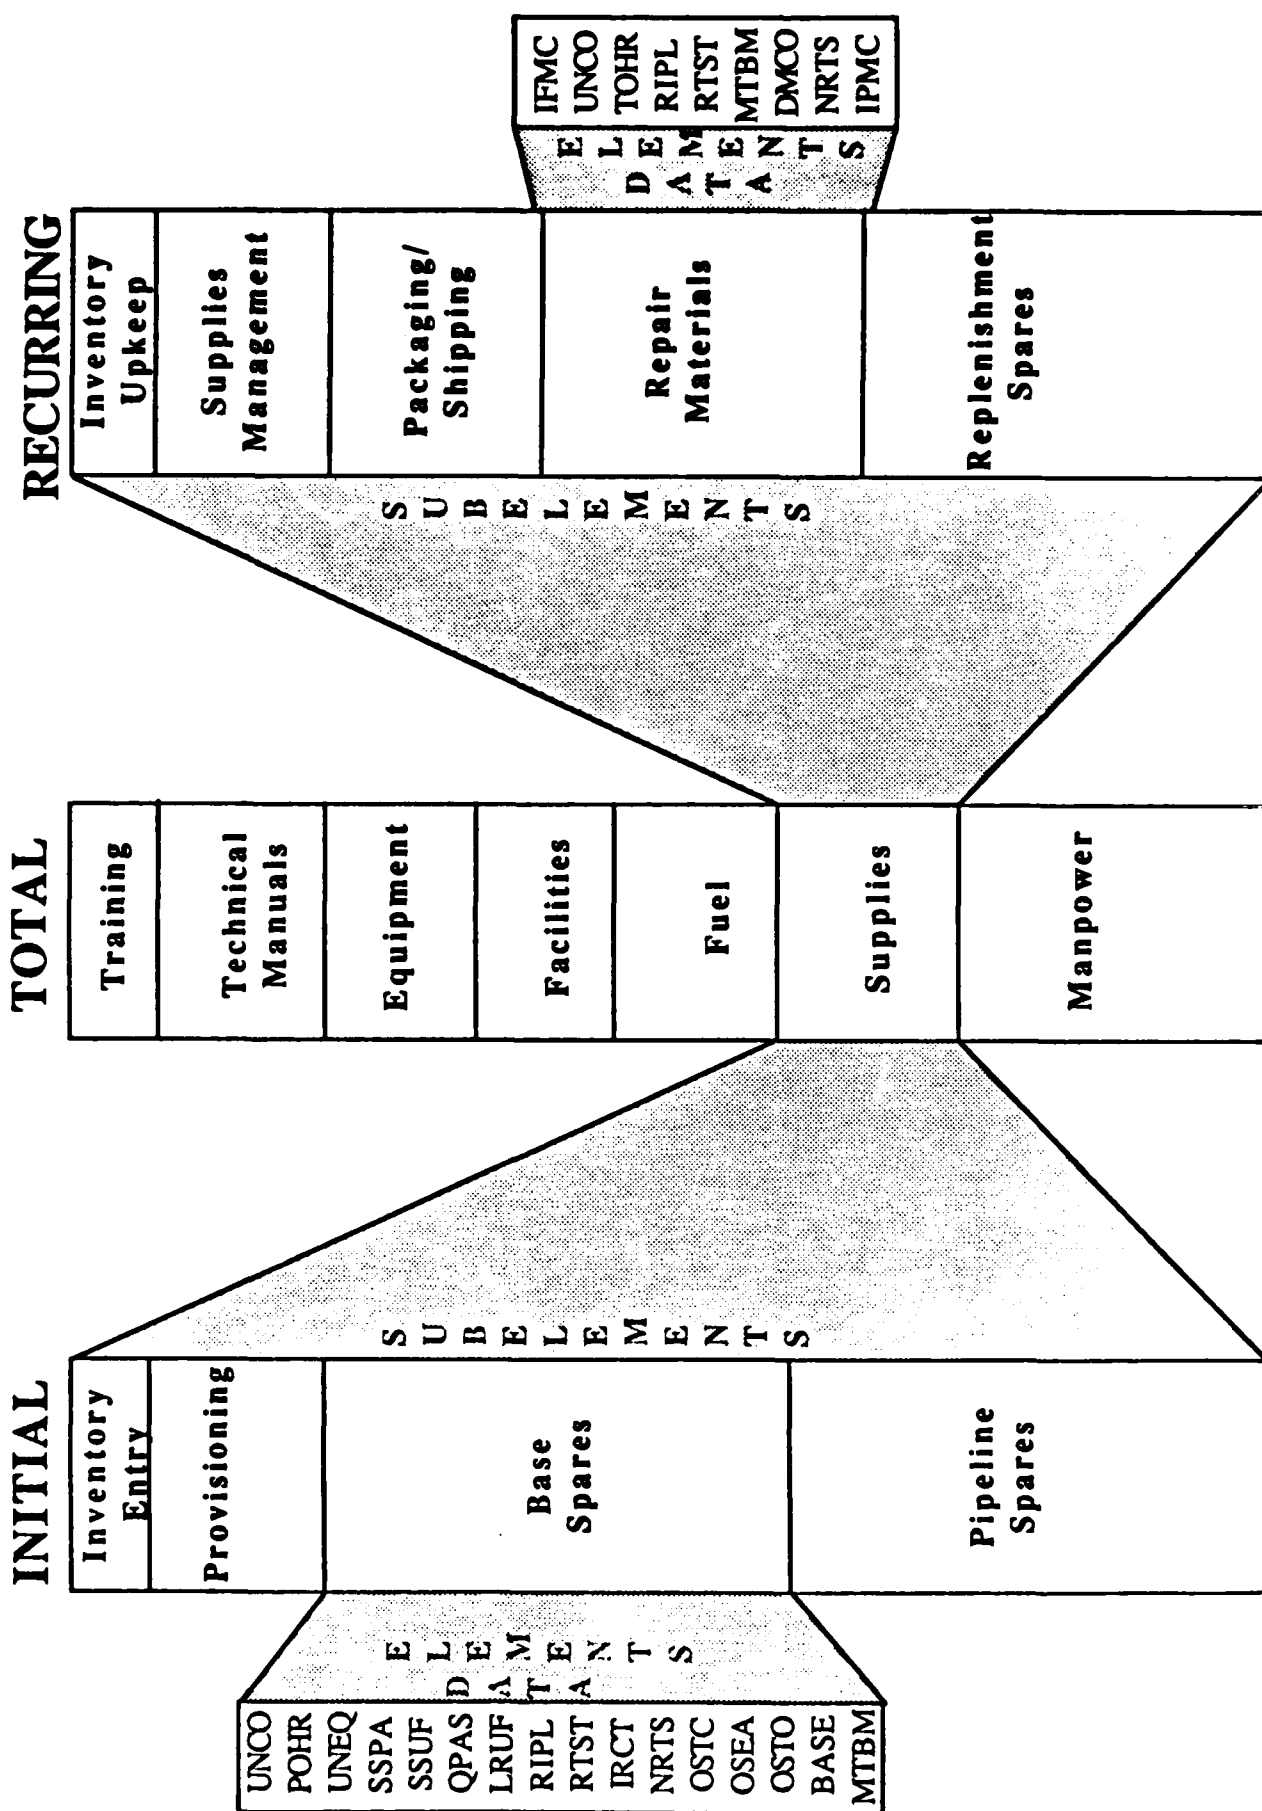 INITIAL
TOTAL
RECURRING
UNCO
POHR
UNEQ
SSPA
SSUF
QPAS
LRUF
RIPL
RTST
IRCT
NRTS
OSTC
OSEA
OSTO
BASE
MTBM
DATA
ELEMENTS
Inventory
Entry
Provisioning
Base
Spares
Pipeline
Spares
SUBELEMENTS
Training
Technical
Manuals
Equipment
Facilities
Fuel
Supplies
Manpower
SUBELEMENTS
Inventory
Upkeep
Supplies
Management
Packaging/
Shipping
Repair
Materials
Replenishment
Spares
DATA
ELEMENTS
IFMC
UNCO
TOHR
RIPL
RTST
MTBM
DMCO
NRTS
IPMC